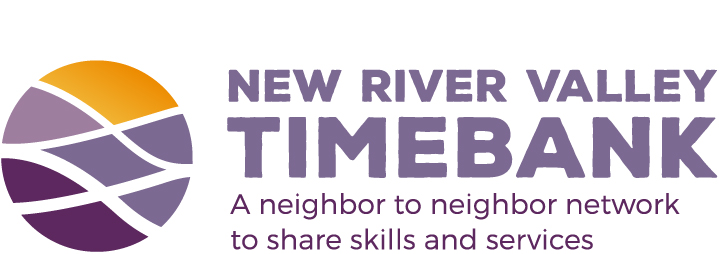 NEW RIVER VALLEY
TIMEBANK
A neighbor to neighbor network
to share skills and services